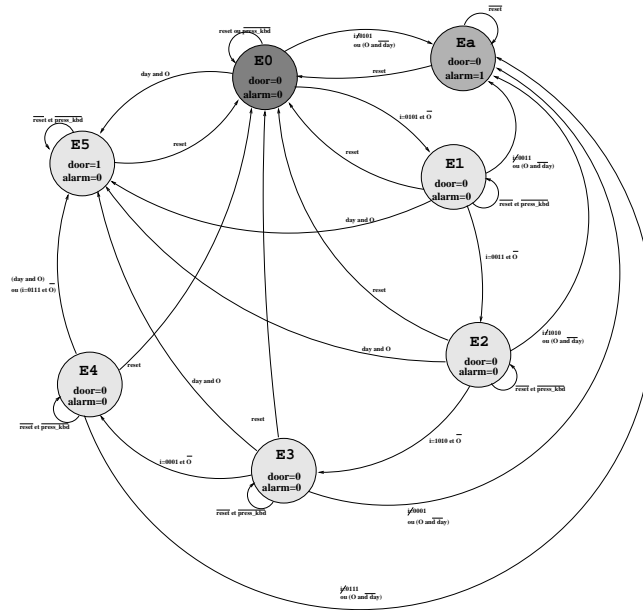 reset
reset ou press_kbd
i≠0101
ou (O and day)
Ea
door=0
alarm=1
E0
door=0
alarm=0
reset
day and O
i=0101 et O
reset et press_kbd
E5
door=1
alarm=0
reset
reset
i≠0011
ou (O and day)
E1
door=0
alarm=0
reset et press_kbd
day and O
i=0011 et O
(day and O)
ou (i=0111 et O)
reset
i≠1010
ou (O and day)
E2
door=0
alarm=0
day and O
reset et press_kbd
E4
door=0
alarm=0
reset
day and O
reset et press_kbd
reset
i=1010 et O
E3
door=0
alarm=0
i=0001 et O
reset et press_kbd
i≠0001
ou (O and day)
i≠0111
ou (O and day)